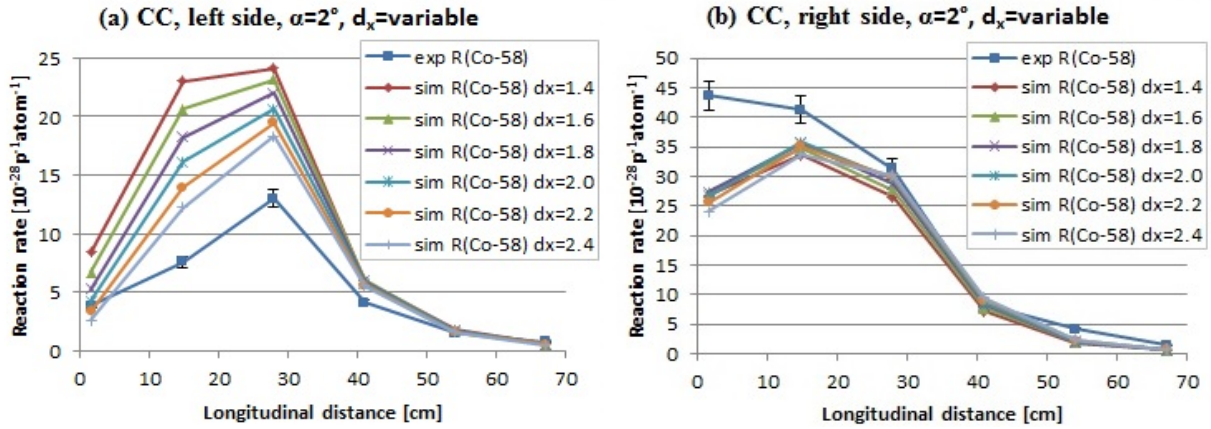 (a) CC, left side, α=2°, dₓ=variable
25
20
15
10
5
0
0 10 20 30 40 50 60 70
Reaction rate [10⁻²⁸p⁻¹atom⁻¹]
Longitudinal distance [cm]
exp R(Co-58)
sim R(Co-58) dx=1.4
sim R(Co-58) dx=1.6
sim R(Co-58) dx=1.8
sim R(Co-58) dx=2.0
sim R(Co-58) dx=2.2
sim R(Co-58) dx=2.4
(b) CC, right side, α=2°, dₓ=variable
50
45
40
35
30
25
20
15
10
5
0
0 10 20 30 40 50 60 70
Reaction rate [10⁻²⁸p⁻¹atom⁻¹]
Longitudinal distance [cm]
exp R(Co-58)
sim R(Co-58) dx=1.4
sim R(Co-58) dx=1.6
sim R(Co-58) dx=1.8
sim R(Co-58) dx=2.0
sim R(Co-58) dx=2.2
sim R(Co-58) dx=2.4